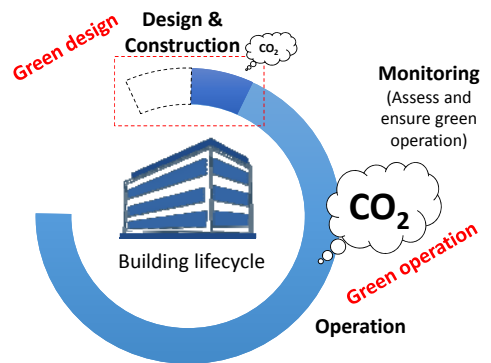 Green design
Design &
Construction
CO2
Monitoring
(Assess and
ensure green
operation)
CO2
Building lifecycle
Green operation
Operation